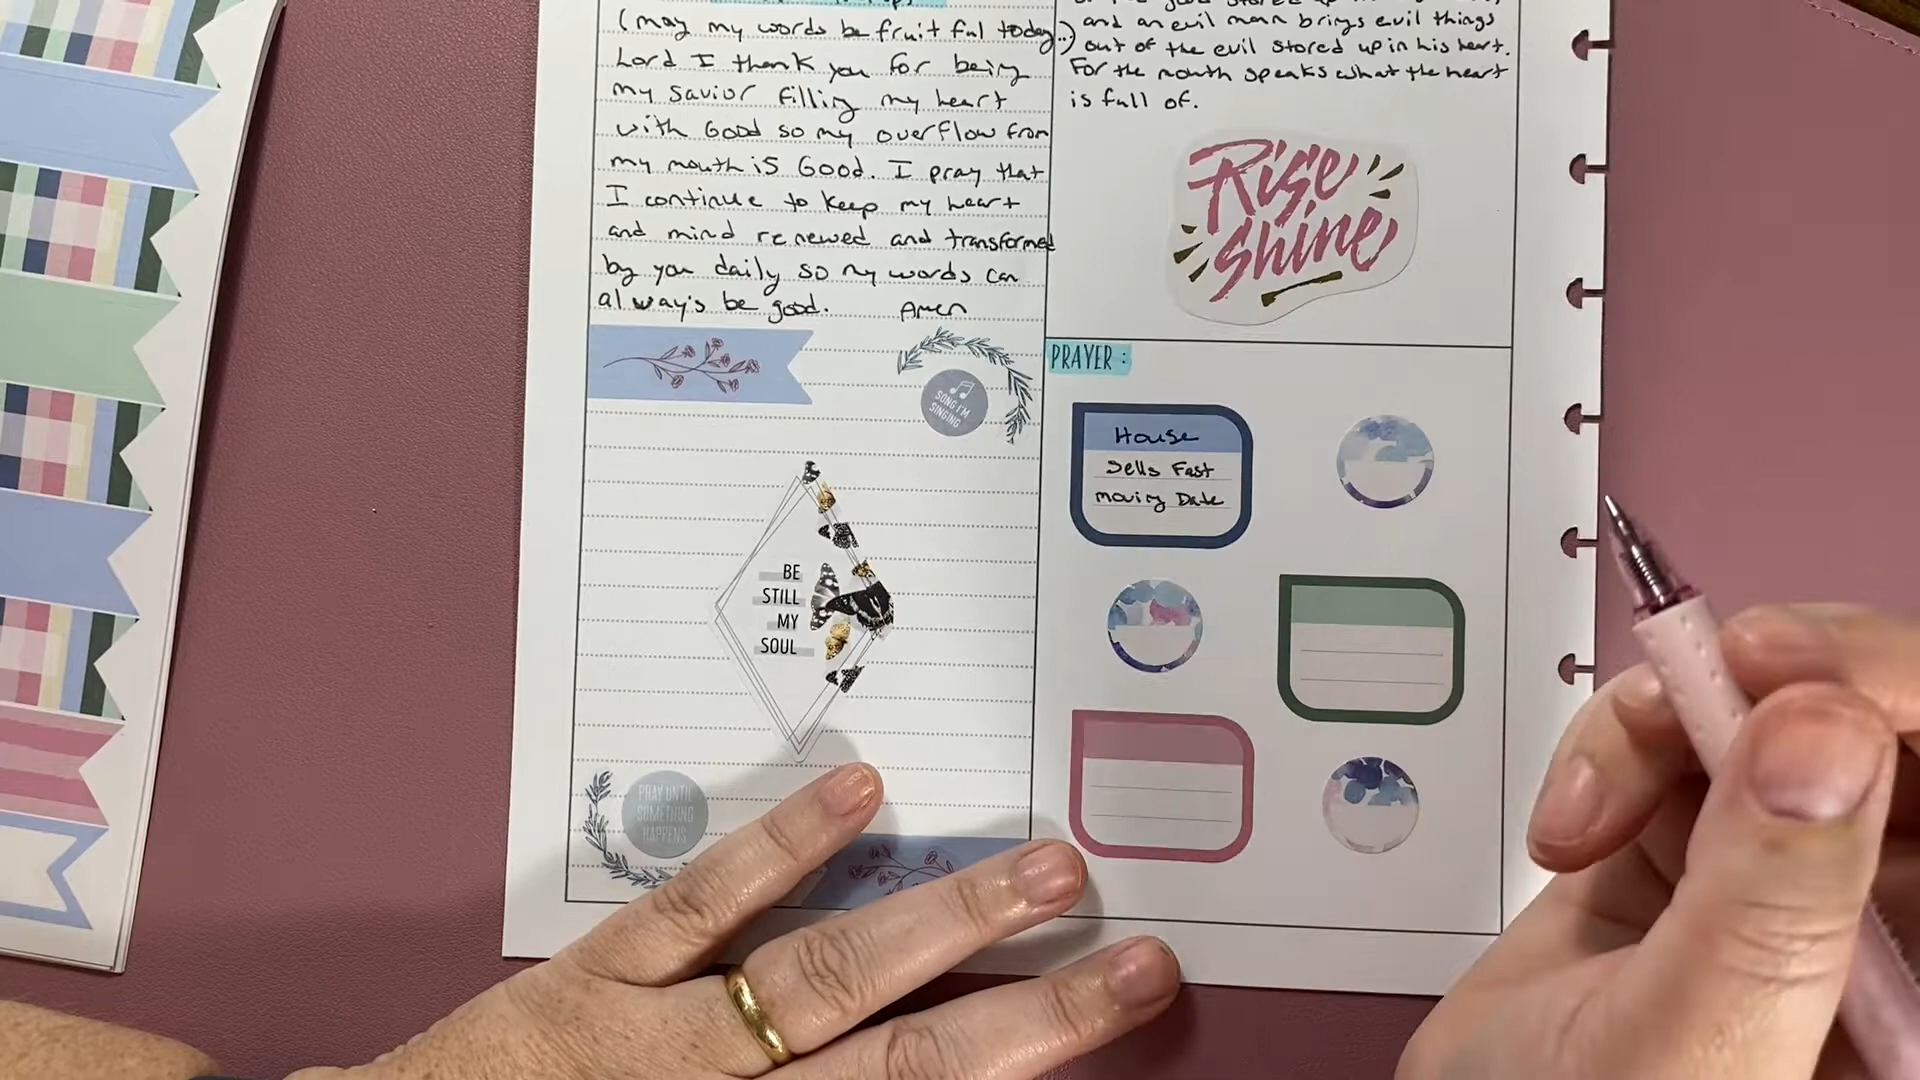 (may my words be fruitful today..)
Lord I thank you for being
my savior filling my heart
with Good so my overflow from
my mouth is Good. I pray that
I continue to keep my heart
and mind renewed and transformed
by you daily so my words can
always be good. Amen
SONG I'M
SINGING
BE
STILL
MY
SOUL
PRAY UNTIL
SOMETHING
HAPPENS
and an evil man brings evil things
out of the evil stored up in his heart.
For the mouth speaks what the heart
is full of.
Rise
Shine
PRAYER:
House
Sells Fast
moving Date